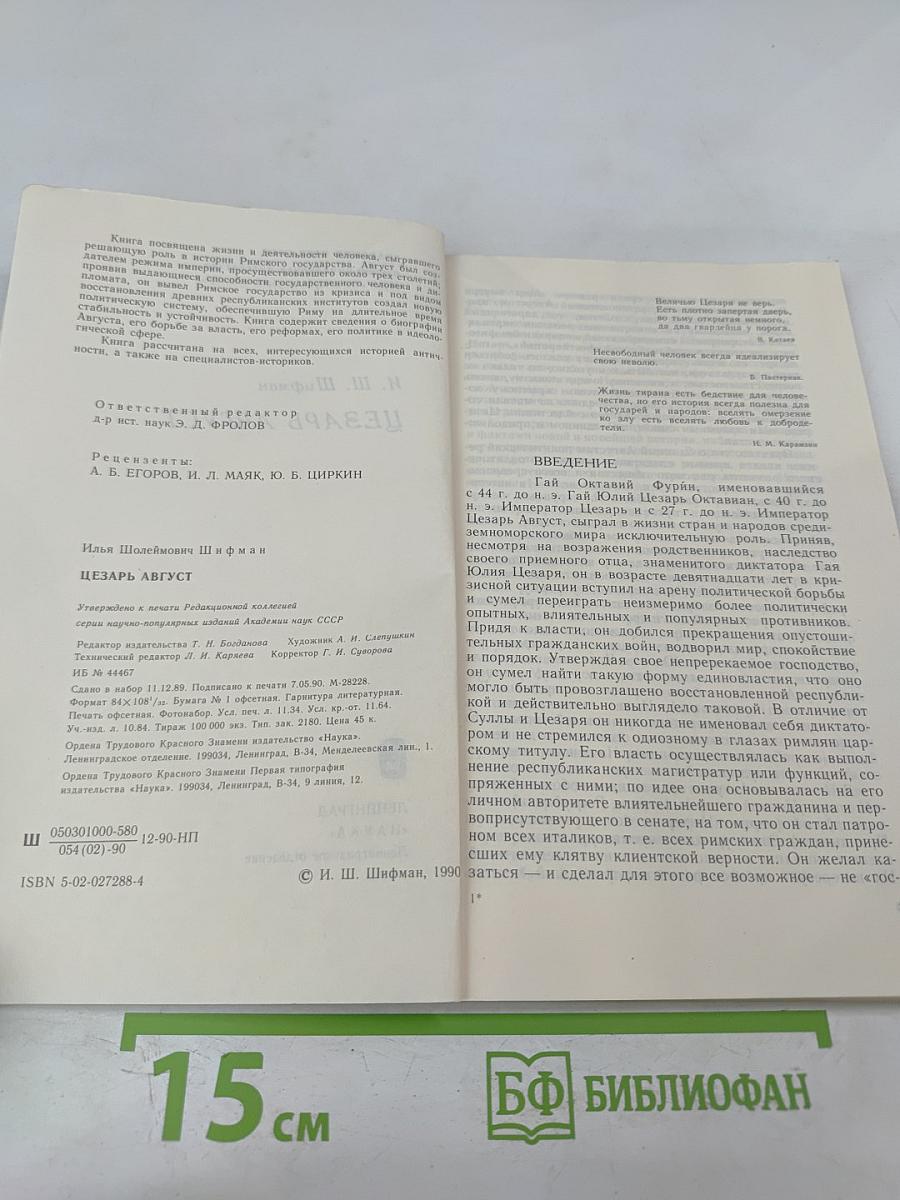 Книга посвящена жизни и деятельности человека, сыгравшего
решающую роль в истории Римского государства. Август был соз-
дателем режима империи, просуществовавшего около трех столетий;
проявив выдающиеся способности государственного человека и ди-
пломата, он вывел Римское государство из кризиса и под видом
восстановления древних республиканских институтов создал новую
политическую систему, обеспечившую Риму на длительное время
стабильность и устойчивость. Книга содержит сведения о биографии
Августа, его борьбе за власть, его реформах, его политике в идеоло-
гической сфере.
Книга рассчитана на всех, интересующихся историей антич-
ности, а также на специалистов-историков.
Ответственный редактор
д-р ист. наук Э. Д. ФРОЛОВ
Рецензенты:
А. Б. ЕГОРОВ, И. Л. МАЯК, Ю. Б. ЦИРКИН
Илья Шолеймович Шифман
ЦЕЗАРЬ АВГУСТ
Утверждено к печати Редакционной коллегией
серии научно-популярных изданий Академии наук СССР
Редактор издательства Т. Н. Богданова Художник А. И. Слепушкин
Технический редактор Л. И. Каряева Корректор Г. И. Суворова
ИБ № 44467
Сдано в набор 11.12.89. Подписано к печати 7.05.90. М-28228.
Формат 84×108¹/₃₂. Бумага № 1 офсетная. Гарнитура литературная.
Печать офсетная. Фотонабор. Усл. печ. л. 11.34. Усл. кр.-от. 11.64.
Уч.-изд. л. 10.84. Тираж 100 000 экз. Тип. зак. 2180. Цена 45 к.
Ордена Трудового Красного Знамени издательство «Наука».
Ленинградское отделение. 199034, Ленинград, В-34, Менделеевская лин., 1.
Ордена Трудового Красного Знамени Первая типография
издательства «Наука». 199034, Ленинград, В-34, 9 линия, 12.
Ш 050301000-580 12-90-НП
054(02)-90
ISBN 5-02-027288-4
© И. Ш. Шифман, 1990
Величью Цезаря не верь.
Есть плотно запертая дверь,
во тьму открытая немного,
да два гвардейца у порога.
В. Катаев
Несвободный человек всегда идеализирует
свою неволю.
Б. Пастернак.
Жизнь тирана есть бедствие для челове-
чества, но его история всегда полезна для
государей и народов: вселять омерзение
ко злу есть вселять любовь к доброде-
тели.
Н. М. Карамзин
ВВЕДЕНИЕ
Гай Октавий Фурин, именовавшийся
с 44 г. до н. э. Гай Юлий Цезарь Октавиан, с 40 г. до
н. э. Император Цезарь и с 27 г. до н. э. Император
Цезарь Август, сыграл в жизни стран и народов среди-
земноморского мира исключительную роль. Приняв,
несмотря на возражения родственников, наследство
своего приемного отца, знаменитого диктатора Гая
Юлия Цезаря, он в возрасте девятнадцати лет в кри-
зисной ситуации вступил на арену политической борьбы
и сумел переиграть неизмеримо более политически
опытных, влиятельных и популярных противников.
Придя к власти, он добился прекращения опустоши-
тельных гражданских войн, водворил мир, спокойствие
и порядок. Утверждая свое непререкаемое господство,
он сумел найти такую форму единовластия, что оно
могло быть провозглашено восстановленной республи-
кой и действительно выглядело таковой. В отличие от
Суллы и Цезаря он никогда не именовал себя диктато-
ром и не стремился к одиозному в глазах римлян цар-
скому титулу. Его власть осуществлялась как выпол-
нение республиканских магистратур или функций, со-
пряженных с ними; по идее она основывалась на его
личном авторитете влиятельнейшего гражданина и пер-
воприсутствующего в сенате, на том, что он стал патро-
ном всех италиков, т. е. всех римских граждан, прине-
сших ему клятву клиентской верности. Он желал ка-
заться — и сделал для этого все возможное — не «гос-
1*
15 см
БФ БИБЛИОФАН